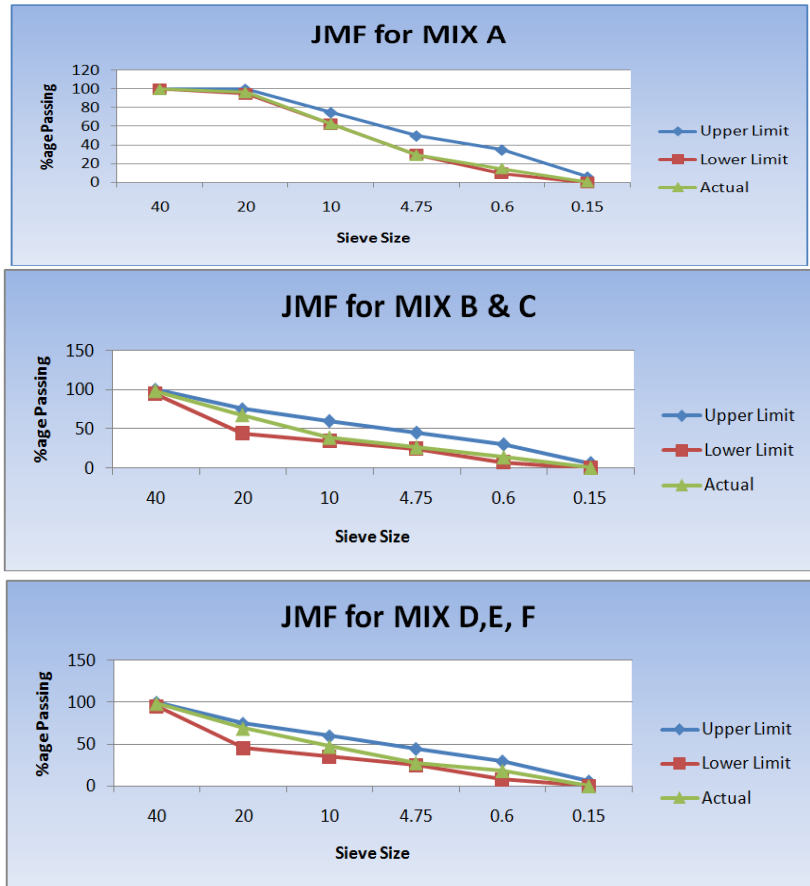 JMF for MIX A
%age Passing
120
100
80
60
40
20
0
40 20 10 4.75 0.6 0.15
Sieve Size
Upper Limit
Lower Limit
Actual
JMF for MIX B & C
%age Passing
150
100
50
0
40 20 10 4.75 0.6 0.15
Sieve Size
Upper Limit
Lower Limit
Actual
JMF for MIX D,E, F
%age Passing
150
100
50
0
40 20 10 4.75 0.6 0.15
Sieve Size
Upper Limit
Lower Limit
Actual